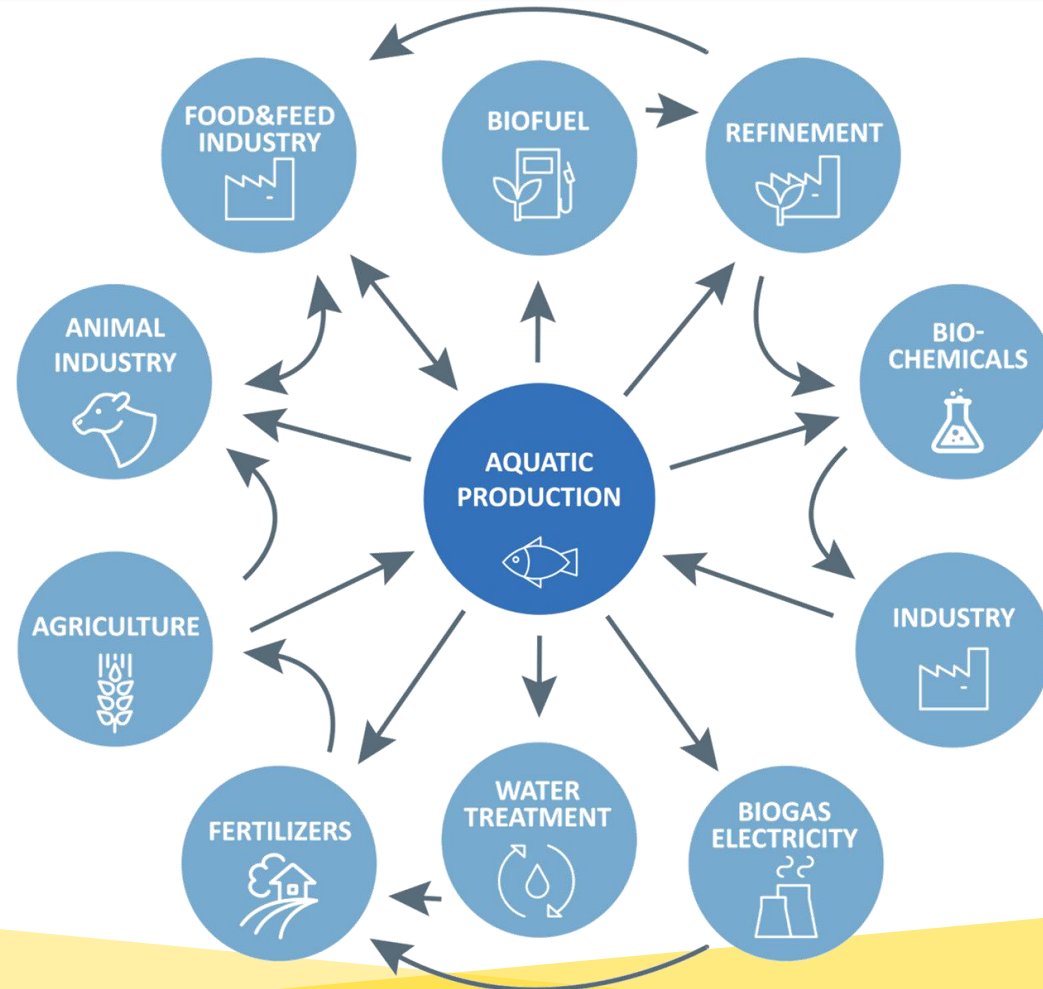 FOOD&FEED
INDUSTRY
BIOFUEL
REFINEMENT
ANIMAL
INDUSTRY
BIO-
CHEMICALS
AQUATIC
PRODUCTION
AGRICULTURE
INDUSTRY
FERTILIZERS
WATER
TREATMENT
BIOGAS
ELECTRICITY